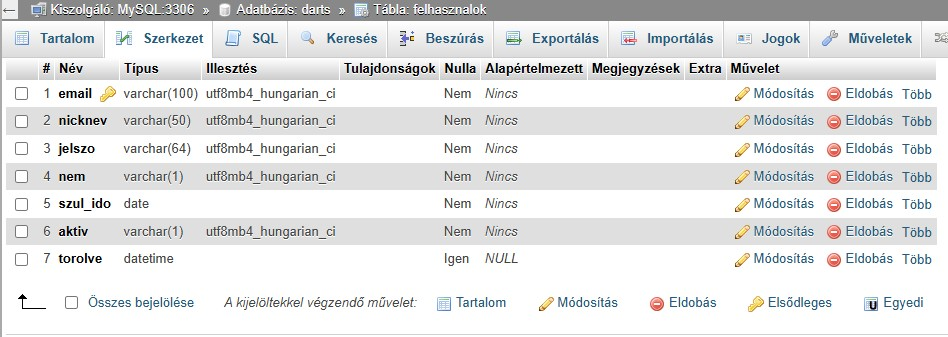 Kiszolgáló: MySQL:3306 » Adatbázis: darts » Tábla: felhasznalok
Tartalom Szerkezet SQL Keresés Beszúrás Exportálás Importálás Jogok Műveletek
# Név Típus Illesztés Tulajdonságok Nulla Alapértelmezett Megjegyzések Extra Művelet
1 email varchar(100) utf8mb4_hungarian_ci Nem Nincs Módosítás Eldobás Több
2 nicknev varchar(50) utf8mb4_hungarian_ci Nem Nincs Módosítás Eldobás Több
3 jelszo varchar(64) utf8mb4_hungarian_ci Nem Nincs Módosítás Eldobás Több
4 nem varchar(1) utf8mb4_hungarian_ci Nem Nincs Módosítás Eldobás Több
5 szul_ido date Nem Nincs Módosítás Eldobás Több
6 aktiv varchar(1) utf8mb4_hungarian_ci Nem Nincs Módosítás Eldobás Több
7 torolve datetime Igen NULL Módosítás Eldobás Több
Összes bejelölése A kijelöltekkel végzendő művelet: Tartalom Módosítás Eldobás Elsődleges Egyedi